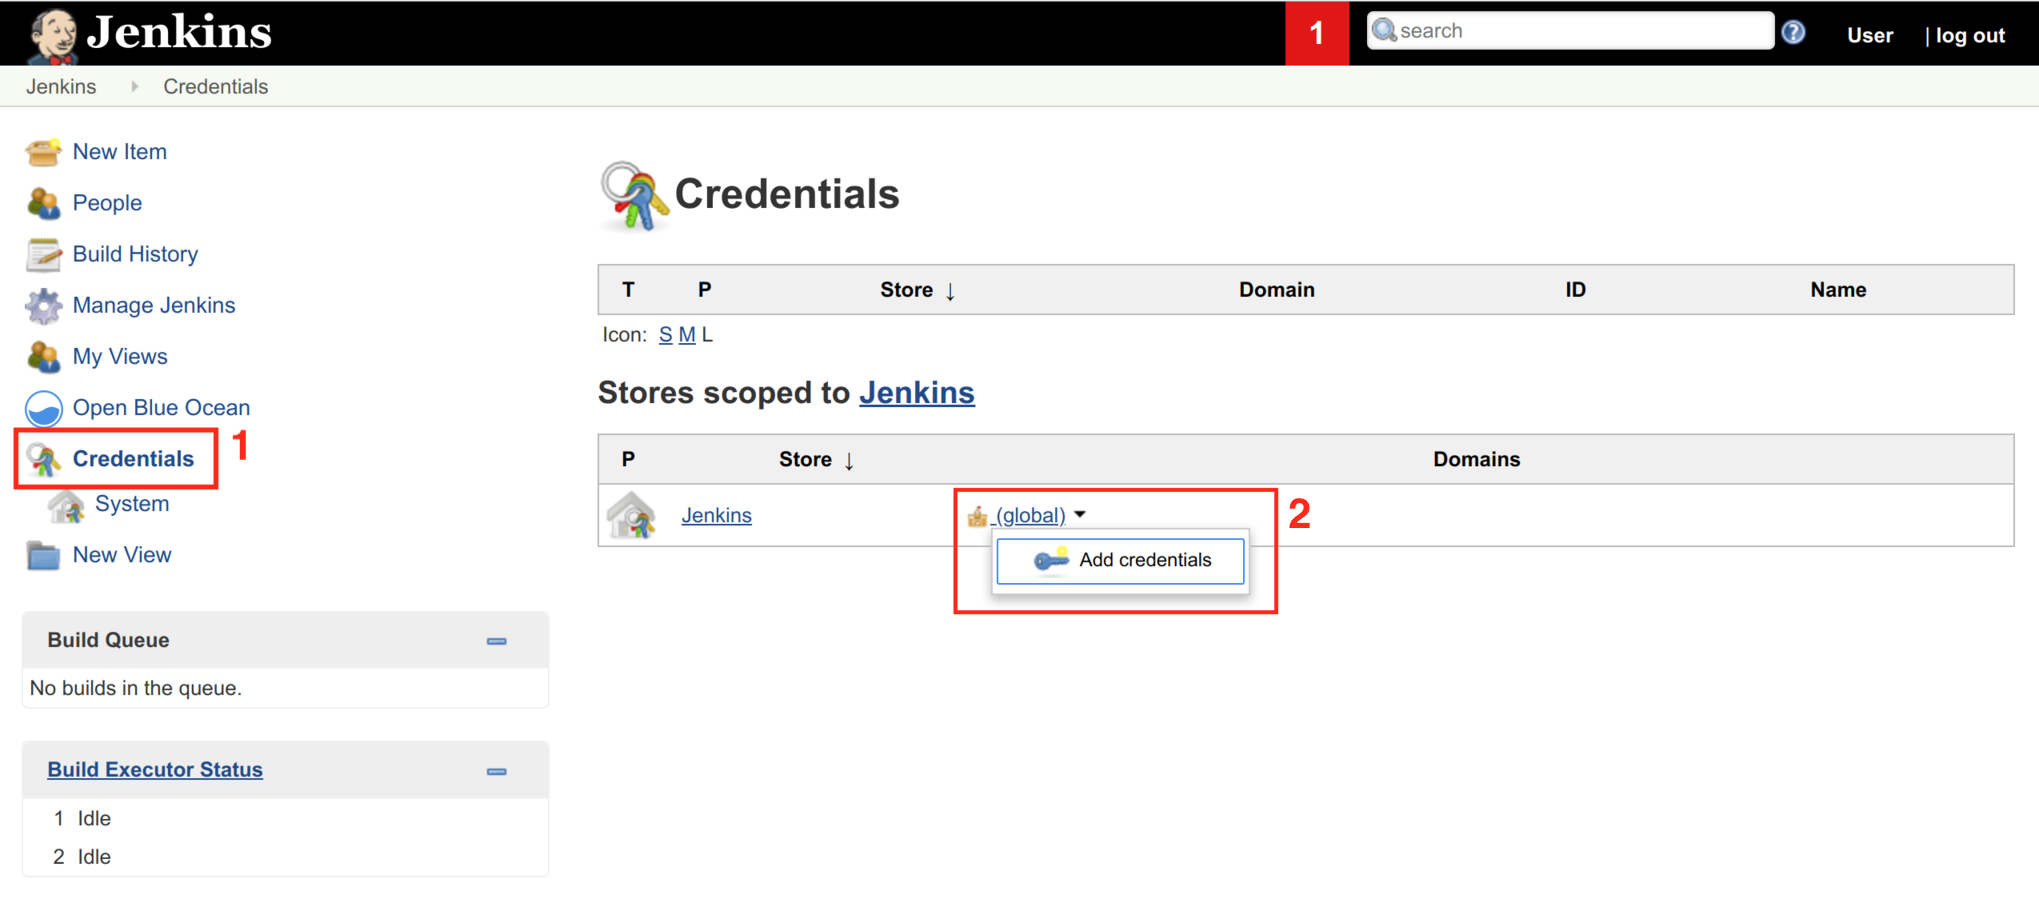 Jenkins
1
search
?
User
| log out
Jenkins
Credentials
New Item
People
Build History
Manage Jenkins
My Views
Open Blue Ocean
Credentials
1
System
New View
Build Queue
No builds in the queue.
Build Executor Status
1 Idle
2 Idle
Credentials
T P Store ↓ Domain ID Name
Icon: S M L
Stores scoped to Jenkins
P Store ↓ Domains
Jenkins (global)
2
Add credentials